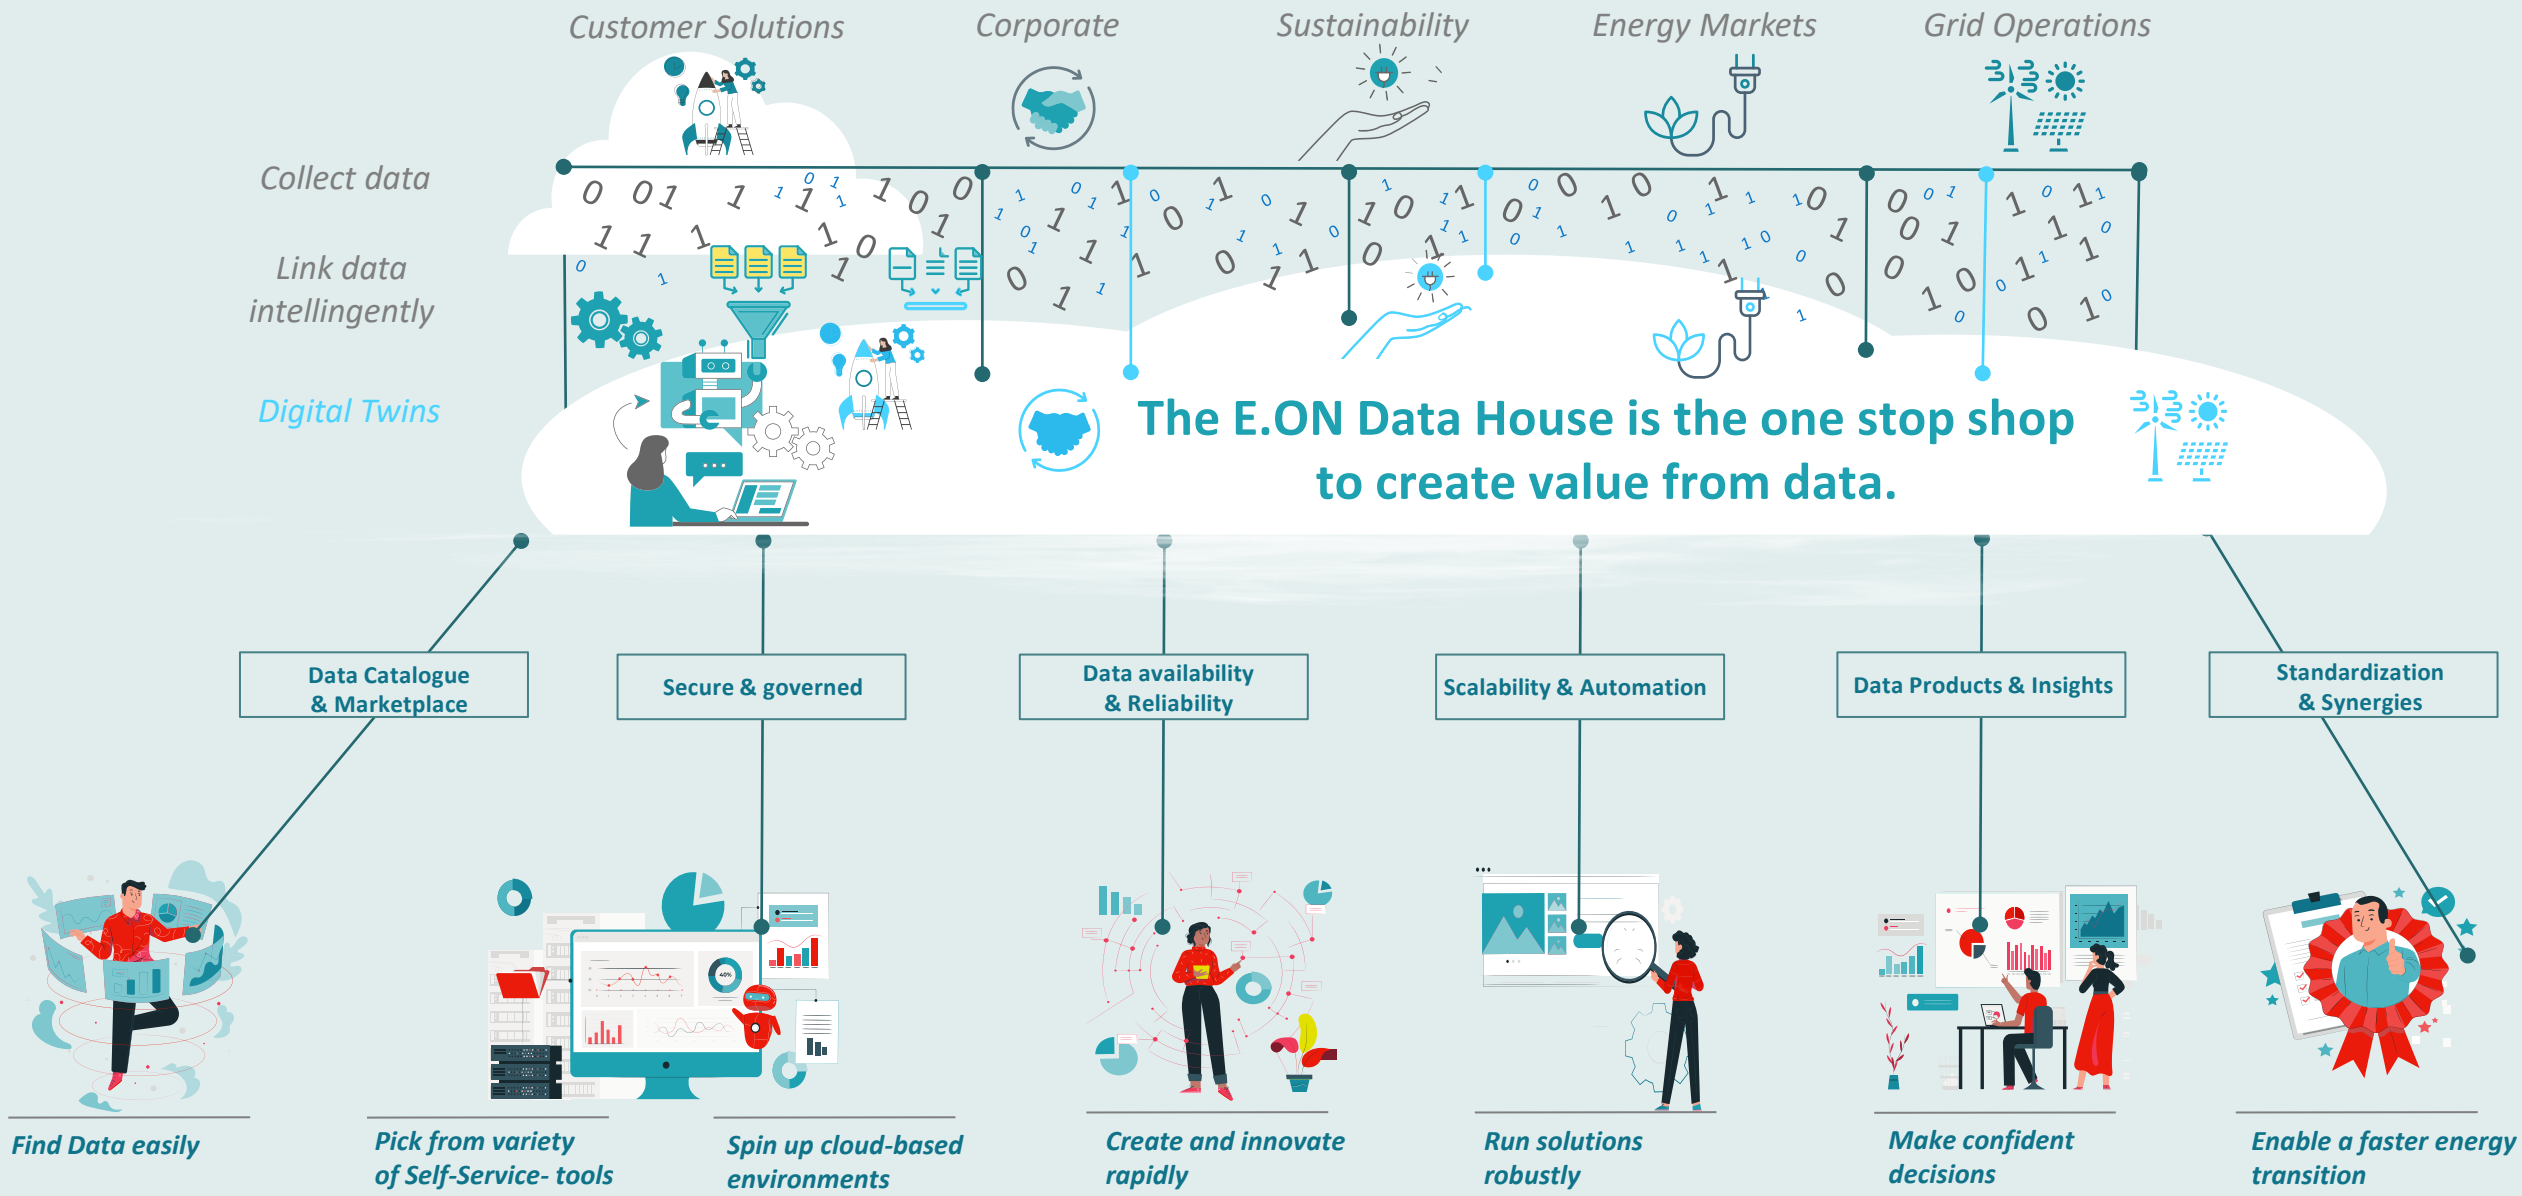 Customer Solutions
Corporate
Sustainability
Energy Markets
Grid Operations
Collect data
Link data
intellingently
Digital Twins
The E.ON Data House is the one stop shop
to create value from data.
Data Catalogue
& Marketplace
Secure & governed
Data availability
& Reliability
Scalability & Automation
Data Products & Insights
Standardization
& Synergies
40%
Find Data easily
Pick from variety
of Self-Service- tools
Spin up cloud-based
environments
Create and innovate
rapidly
Run solutions
robustly
Make confident
decisions
Enable a faster energy
transition